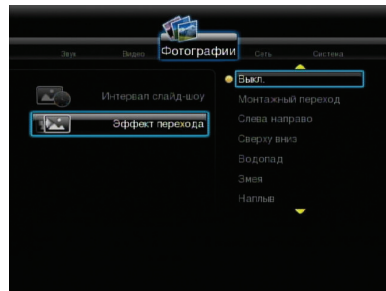 Звук Видео Фотографии Сеть Система
Интервал слайд-шоу
Эффект перехода
Выкл.
Монтажный переход
Слева направо
Сверху вниз
Водопад
Змея
Наплыв